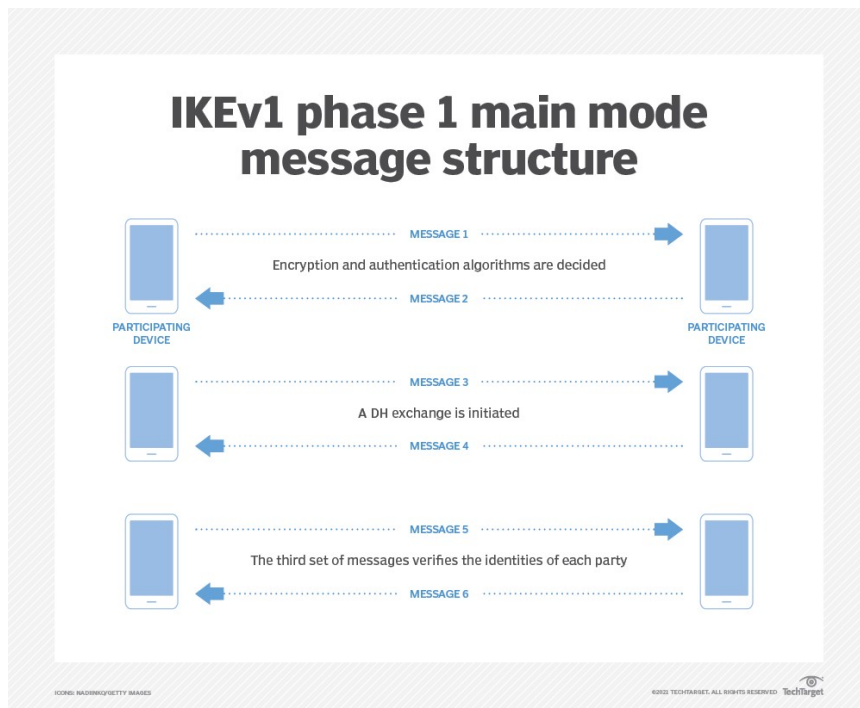 IKEv1 phase 1 main mode
message structure
MESSAGE 1
Encryption and authentication algorithms are decided
MESSAGE 2
PARTICIPATING
DEVICE
PARTICIPATING
DEVICE
MESSAGE 3
A DH exchange is initiated
MESSAGE 4
MESSAGE 5
The third set of messages verifies the identities of each party
MESSAGE 6
ICONS: NADIINKO/GETTY IMAGES
©2021 TECHTARGET. ALL RIGHTS RESERVED TechTarget